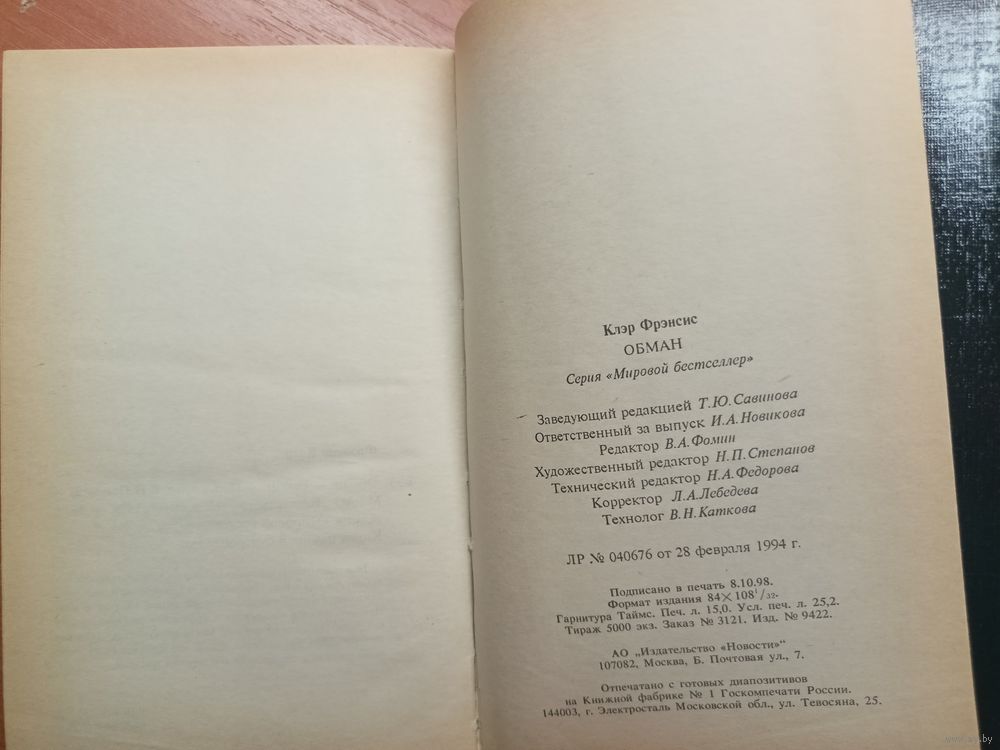 Клэр Фрэнсис
ОБМАН
Серия «Мировой бестселлер»
Заведующий редакцией Т.Ю.Савинова
Ответственный за выпуск И.А.Новикова
Редактор В.А.Фомин
Художественный редактор Н.П.Степанов
Технический редактор Н.А.Федорова
Корректор Л.А.Лебедева
Технолог В.Н.Каткова
ЛР № 040676 от 28 февраля 1994 г.
Подписано в печать 8.10.98.
Формат издания 84×108¹/₃₂.
Гарнитура Таймс. Печ. л. 15,0. Усл. печ. л. 25,2.
Тираж 5000 экз. Заказ № 3121. Изд. № 9422.
АО „Издательство «Новости»“
107082, Москва, Б. Почтовая ул., 7.
Отпечатано с готовых диапозитивов
на Книжной фабрике № 1 Госкомпечати России.
144003, г. Электросталь Московской обл., ул. Тевосяна, 25.